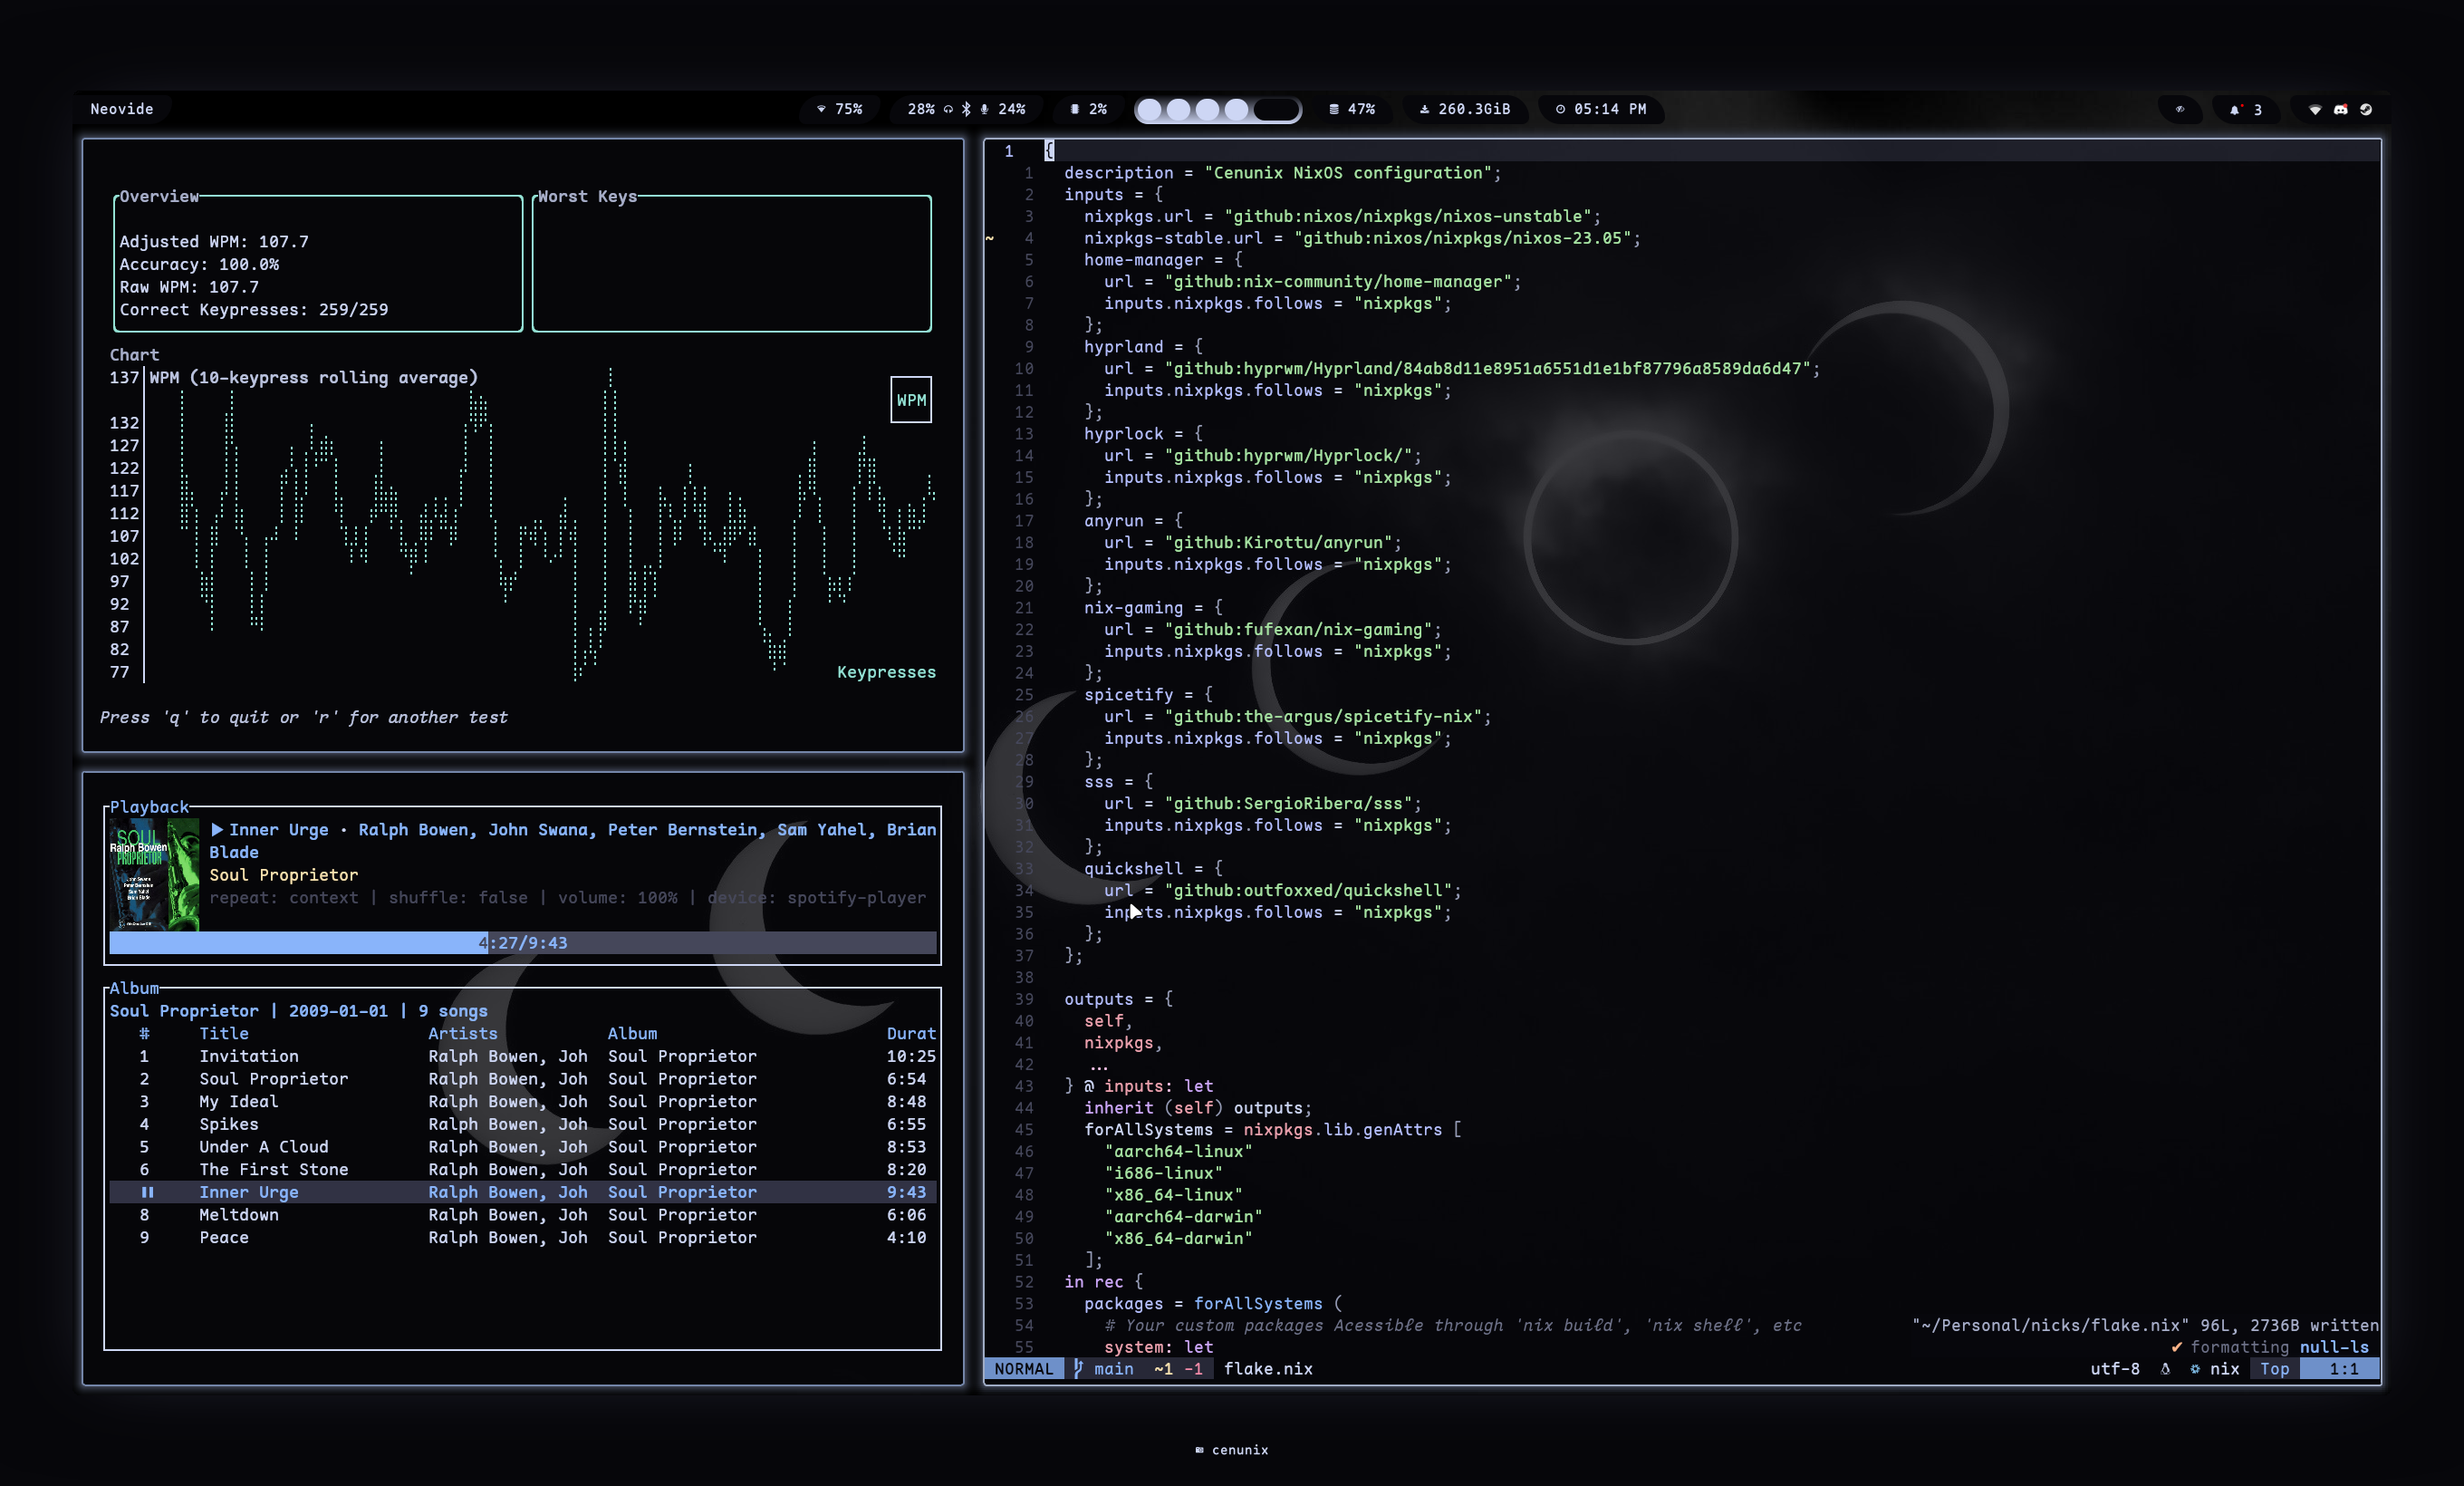 Neovide
75%
28% 24%
2%
47%
260.3GiB
05:14 PM
3
Overview
Adjusted WPM: 107.7
Accuracy: 100.0%
Raw WPM: 107.7
Correct Keypresses: 259/259
Worst Keys
Chart
137 WPM (10-keypress rolling average)
WPM
132
127
122
117
112
107
102
97
92
87
82
77
Keypresses
Press 'q' to quit or 'r' for another test
Playback
SOUL
Ralph Bowen
PROPRIETOR
▶ Inner Urge • Ralph Bowen, John Swana, Peter Bernstein, Sam Yahel, Brian
Blade
Soul Proprietor
repeat: context | shuffle: false | volume: 100% | device: spotify-player
4:27/9:43
Album
Soul Proprietor | 2009-01-01 | 9 songs
# Title Artists Album Durat
1 Invitation Ralph Bowen, Joh Soul Proprietor 10:25
2 Soul Proprietor Ralph Bowen, Joh Soul Proprietor 6:54
3 My Ideal Ralph Bowen, Joh Soul Proprietor 8:48
4 Spikes Ralph Bowen, Joh Soul Proprietor 6:55
5 Under A Cloud Ralph Bowen, Joh Soul Proprietor 8:53
6 The First Stone Ralph Bowen, Joh Soul Proprietor 8:20
Inner Urge Ralph Bowen, Joh Soul Proprietor 9:43
8 Meltdown Ralph Bowen, Joh Soul Proprietor 6:06
9 Peace Ralph Bowen, Joh Soul Proprietor 4:10
1 {
1 description = "Cenunix NixOS configuration";
2 inputs = {
3 nixpkgs.url = "github:nixos/nixpkgs/nixos-unstable";
~ 4 nixpkgs-stable.url = "github:nixos/nixpkgs/nixos-23.05";
5 home-manager = {
6 url = "github:nix-community/home-manager";
7 inputs.nixpkgs.follows = "nixpkgs";
8 };
9 hyprland = {
10 url = "github:hyprwm/Hyprland/84ab8d11e8951a6551d1e1bf87796a8589da6d47";
11 inputs.nixpkgs.follows = "nixpkgs";
12 };
13 hyprlock = {
14 url = "github:hyprwm/Hyprlock/";
15 inputs.nixpkgs.follows = "nixpkgs";
16 };
17 anyrun = {
18 url = "github:Kirottu/anyrun";
19 inputs.nixpkgs.follows = "nixpkgs";
20 };
21 nix-gaming = {
22 url = "github:fufexan/nix-gaming";
23 inputs.nixpkgs.follows = "nixpkgs";
24 };
25 spicetify = {
26 url = "github:the-argus/spicetify-nix";
27 inputs.nixpkgs.follows = "nixpkgs";
28 };
29 sss = {
30 url = "github:SergioRibera/sss";
31 inputs.nixpkgs.follows = "nixpkgs";
32 };
33 quickshell = {
34 url = "github:outfoxxed/quickshell";
35 inputs.nixpkgs.follows = "nixpkgs";
36 };
37 };
38
39 outputs = {
40 self,
41 nixpkgs,
42 ...
43 } @ inputs: let
44 inherit (self) outputs;
45 forAllSystems = nixpkgs.lib.genAttrs [
46 "aarch64-linux"
47 "i686-linux"
48 "x86_64-linux"
49 "aarch64-darwin"
50 "x86_64-darwin"
51 ];
52 in rec {
53 packages = forAllSystems (
54 # Your custom packages Acessible through 'nix build', 'nix shell', etc
"~/Personal/nicks/flake.nix" 96L, 2736B written
55 system: let
✔ formatting null-ls
NORMAL main ~1 -1 flake.nix
utf-8 nix Top 1:1
cenunix